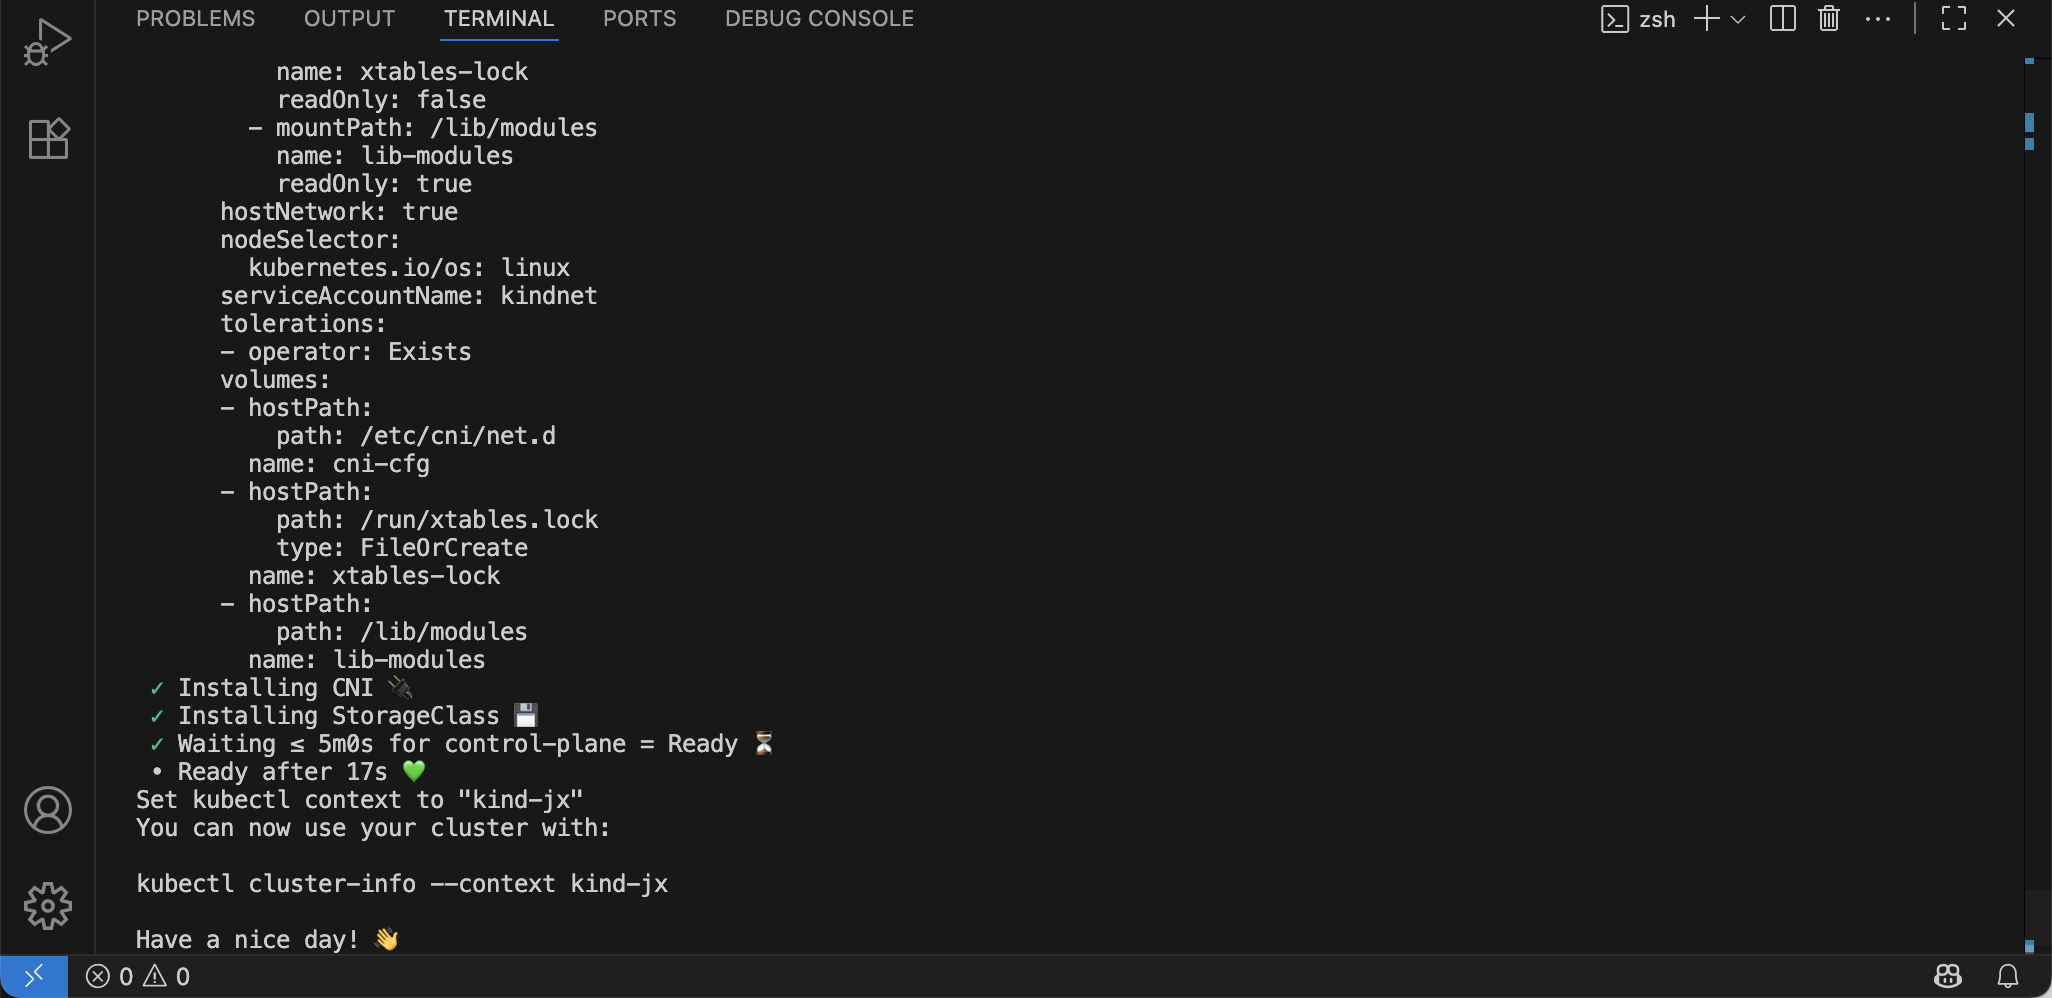 PROBLEMS OUTPUT TERMINAL PORTS DEBUG CONSOLE zsh
name: xtables-lock
readOnly: false
- mountPath: /lib/modules
name: lib-modules
readOnly: true
hostNetwork: true
nodeSelector:
kubernetes.io/os: linux
serviceAccountName: kindnet
tolerations:
- operator: Exists
volumes:
- hostPath:
path: /etc/cni/net.d
name: cni-cfg
- hostPath:
path: /run/xtables.lock
type: FileOrCreate
name: xtables-lock
- hostPath:
path: /lib/modules
name: lib-modules
✓ Installing CNI 🔌
✓ Installing StorageClass 💾
✓ Waiting ≤ 5m0s for control-plane = Ready ⏳
• Ready after 17s 💚
Set kubectl context to "kind-jx"
You can now use your cluster with:
kubectl cluster-info --context kind-jx
Have a nice day! 👋
0 0